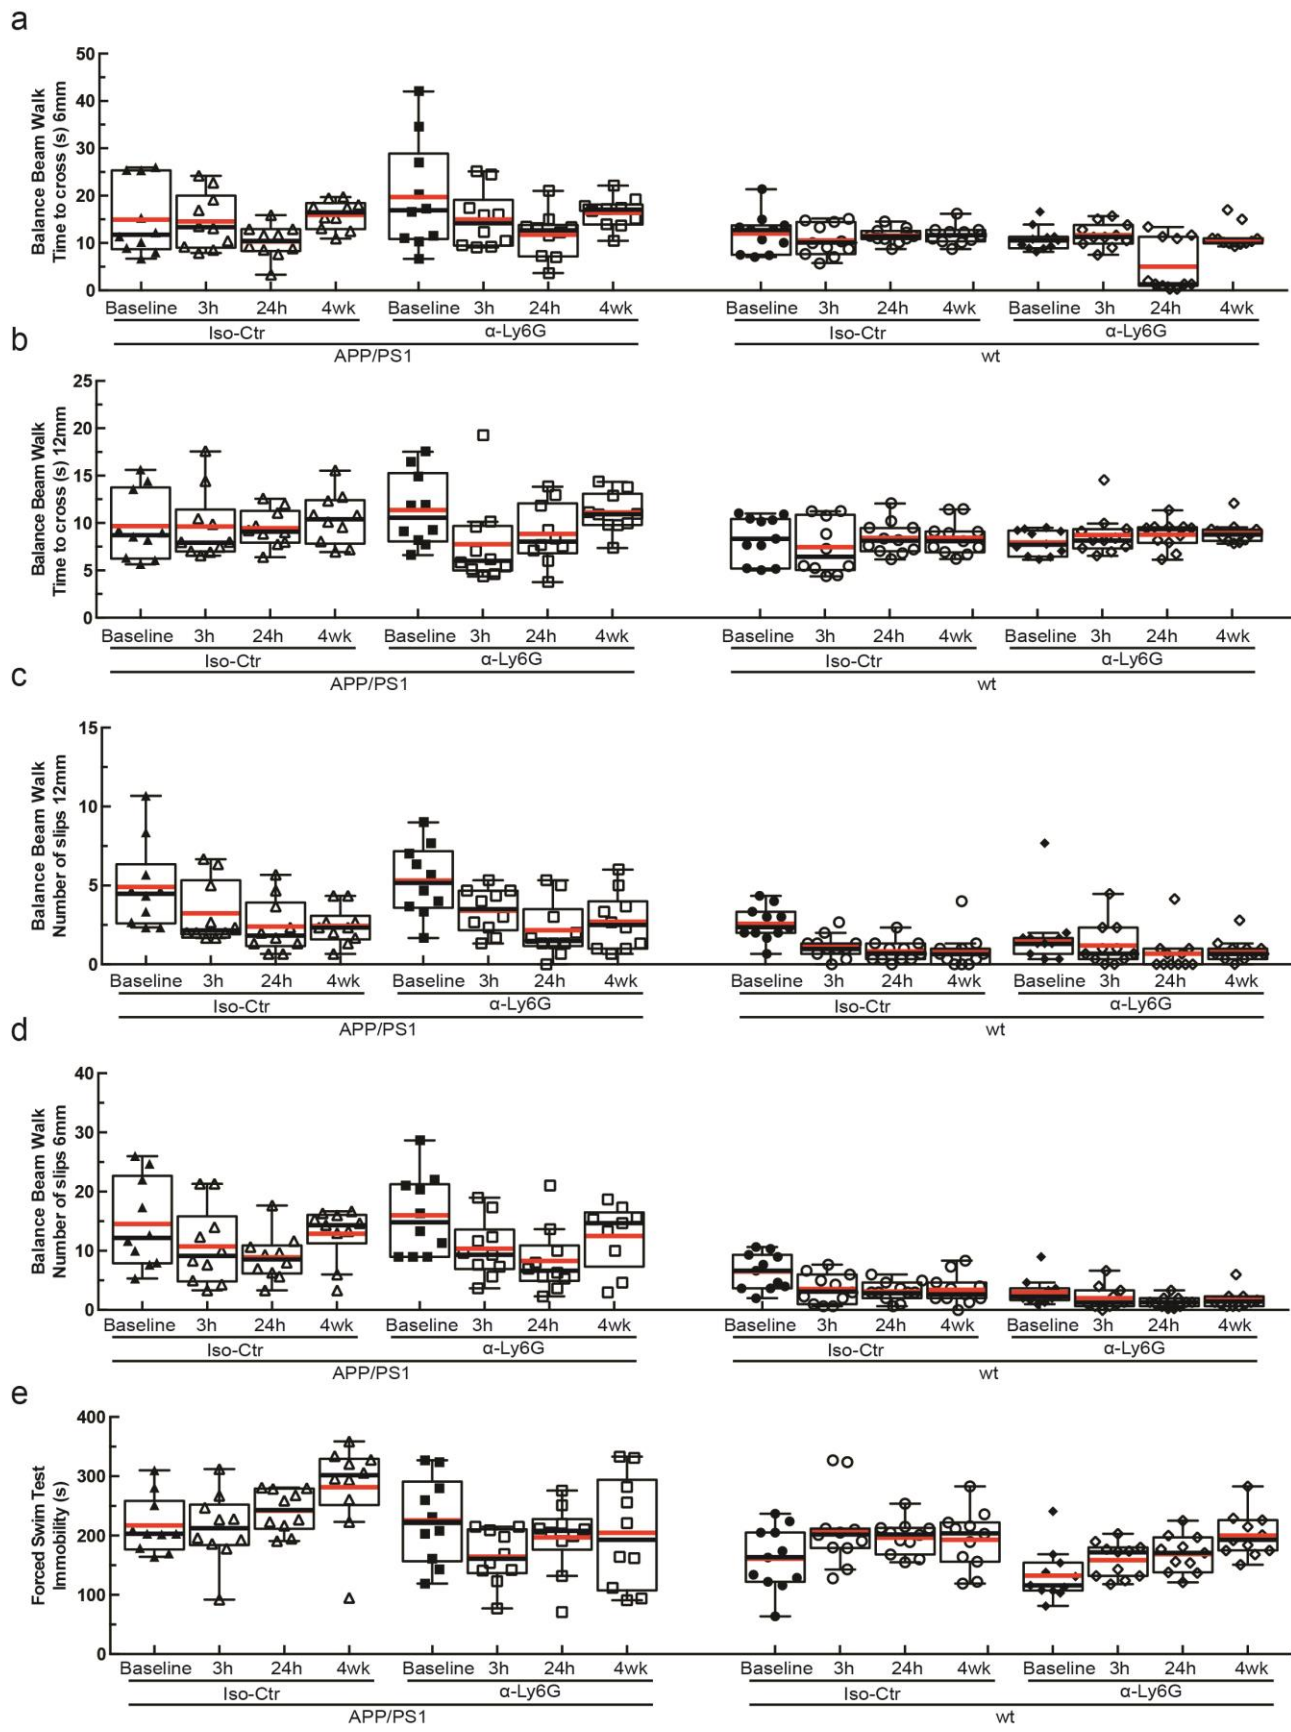 a
Balance Beam Walk
Time to cross (s) 6mm
50
40
30
20
10
0
Baseline 3h 24h 4wk Baseline 3h 24h 4wk Baseline 3h 24h 4wk Baseline 3h 24h 4wk
Iso-Ctr α-Ly6G Iso-Ctr α-Ly6G
APP/PS1 wt
b
Balance Beam Walk
Time to cross (s) 12mm
25
20
15
10
5
0
Baseline 3h 24h 4wk Baseline 3h 24h 4wk Baseline 3h 24h 4wk Baseline 3h 24h 4wk
Iso-Ctr α-Ly6G Iso-Ctr α-Ly6G
APP/PS1 wt
c
Balance Beam Walk
Number of slips 12mm
15
10
5
0
Baseline 3h 24h 4wk Baseline 3h 24h 4wk Baseline 3h 24h 4wk Baseline 3h 24h 4wk
Iso-Ctr α-Ly6G Iso-Ctr α-Ly6G
APP/PS1 wt
d
Balance Beam Walk
Number of slips 6mm
40
30
20
10
0
Baseline 3h 24h 4wk Baseline 3h 24h 4wk Baseline 3h 24h 4wk Baseline 3h 24h 4wk
Iso-Ctr α-Ly6G Iso-Ctr α-Ly6G
APP/PS1 wt
e
Forced Swim Test
Immobility (s)
400
300
200
100
0
Baseline 3h 24h 4wk Baseline 3h 24h 4wk Baseline 3h 24h 4wk Baseline 3h 24h 4wk
Iso-Ctr α-Ly6G Iso-Ctr α-Ly6G
APP/PS1 wt